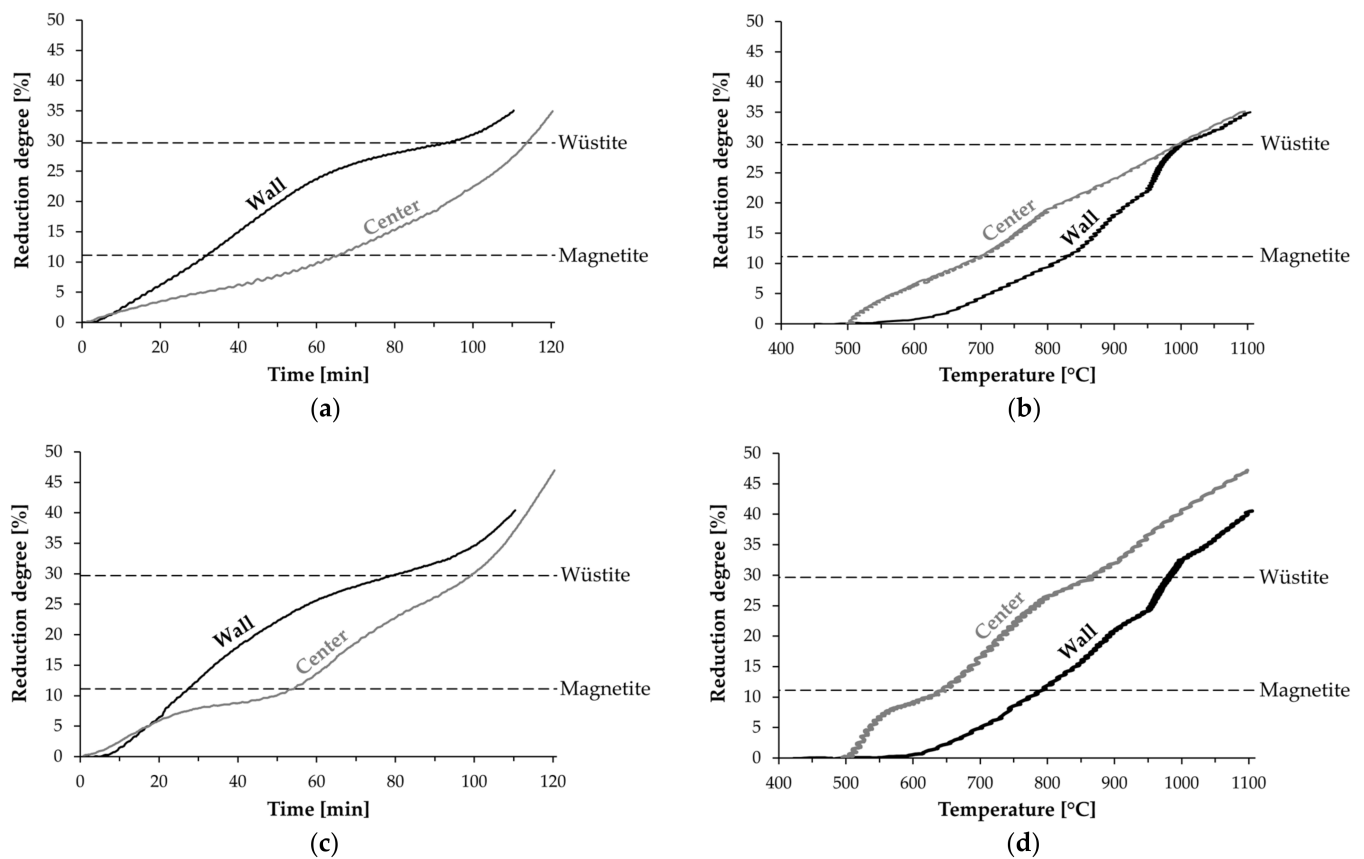 50
45
40
35
30
25
20
15
10
5
0
Reduction degree [%]
Wall
Center
Wüstite
Magnetite
0 20 40 60 80 100 120
Time [min]
(a)
50
45
40
35
30
25
20
15
10
5
0
Reduction degree [%]
Center
Wall
Wüstite
Magnetite
400 500 600 700 800 900 1000 1100
Temperature [°C]
(b)
50
45
40
35
30
25
20
15
10
5
0
Reduction degree [%]
Wall
Center
Wüstite
Magnetite
0 20 40 60 80 100 120
Time [min]
(c)
50
45
40
35
30
25
20
15
10
5
0
Reduction degree [%]
Center
Wall
Wüstite
Magnetite
400 500 600 700 800 900 1000 1100
Temperature [°C]
(d)